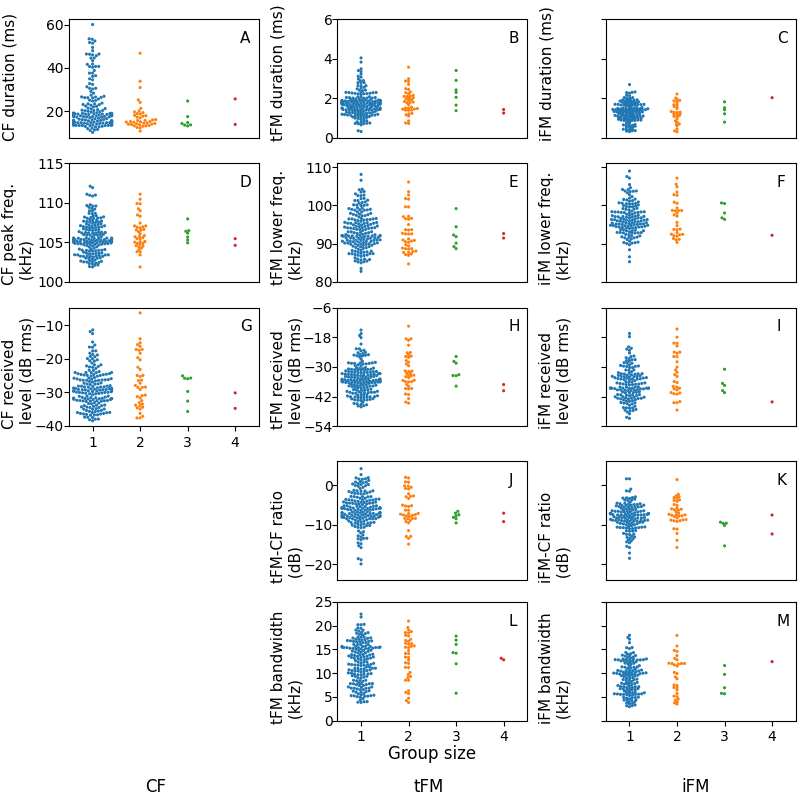 CF duration (ms)
60
40
20
A
tFM duration (ms)
6
4
2
0
B
iFM duration (ms)
C
CF peak freq.
(kHz)
115
110
105
100
D
tFM lower freq.
(kHz)
110
100
90
80
E
iFM lower freq.
(kHz)
F
CF received
level (dB rms)
−10
−20
−30
−40
G
1 2 3 4
tFM received
level (dB rms)
−6
−18
−30
−42
−54
H
iFM received
level (dB rms)
I
tFM-CF ratio
(dB)
0
−10
−20
J
iFM-CF ratio
(dB)
K
tFM bandwidth
(kHz)
25
20
15
10
5
0
L
1 2 3 4
iFM bandwidth
(kHz)
M
1 2 3 4
Group size
CF tFM iFM